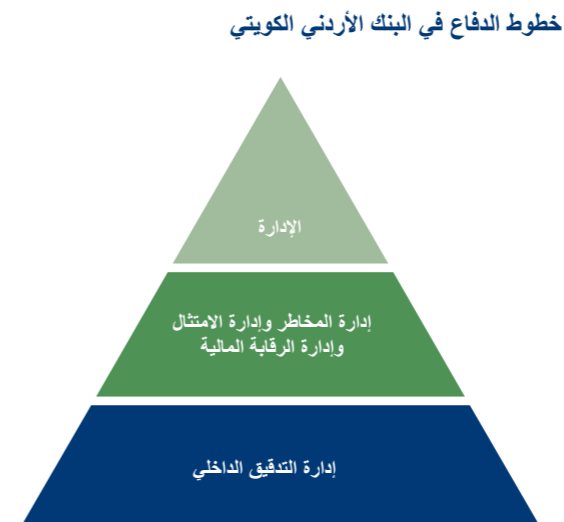 خطوط الدفاع في البنك الأردني الكويتي
الإدارة
إدارة المخاطر وإدارة الامتثال
وإدارة الرقابة المالية
إدارة التدقيق الداخلي